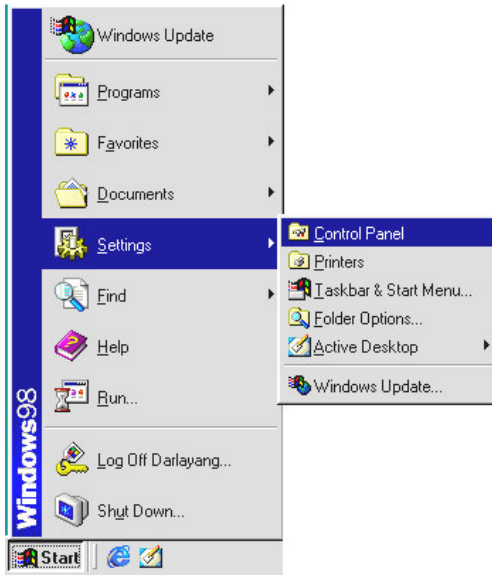 Windows Update
Programs
Favorites
Documents
Settings
Control Panel
Printers
Taskbar & Start Menu...
Folder Options...
Active Desktop
Windows Update...
Find
Help
Run...
Log Off Darlayang...
Shut Down...
Windows98
Start